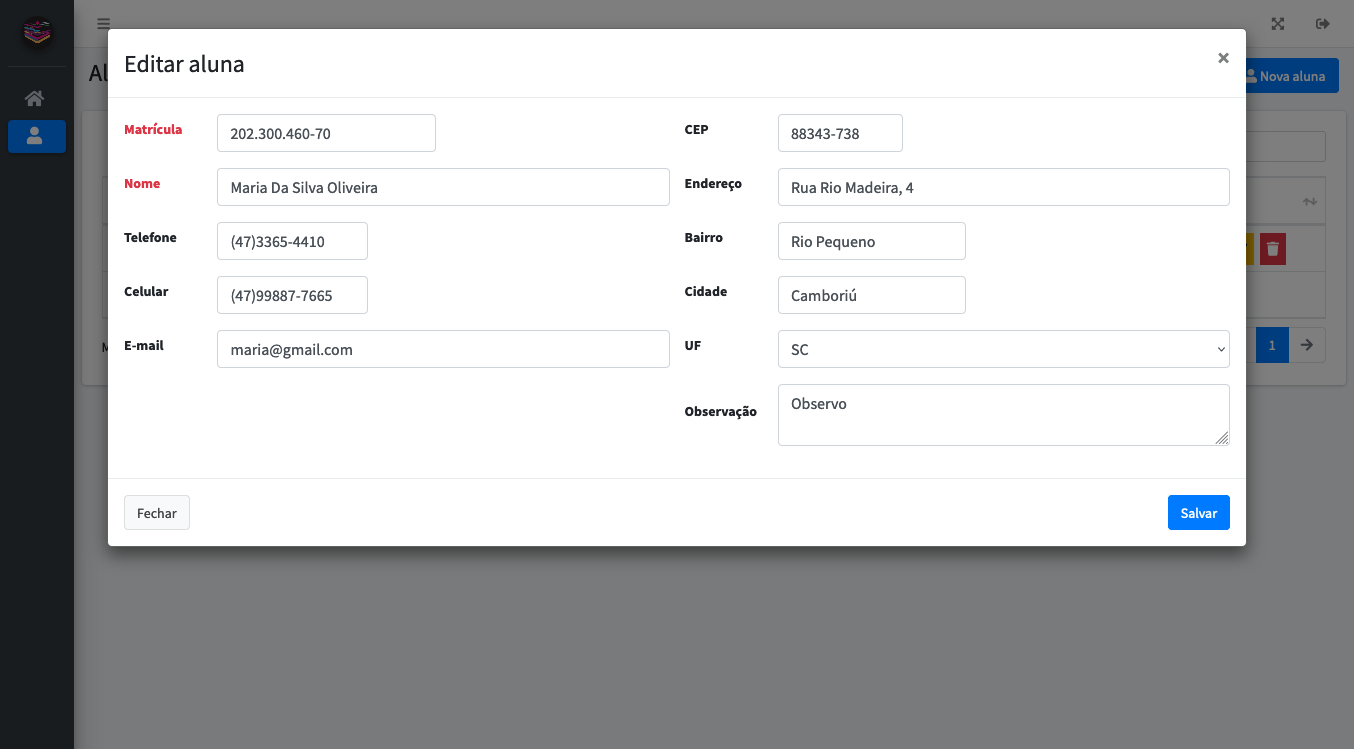 Editar aluna
×
Nova aluna
Matrícula
202.300.460-70
Nome
Maria Da Silva Oliveira
Telefone
(47)3365-4410
Celular
(47)99887-7665
E-mail
maria@gmail.com
CEP
88343-738
Endereço
Rua Rio Madeira, 4
Bairro
Rio Pequeno
Cidade
Camboriú
UF
SC
Observação
Observo
1
Fechar
Salvar